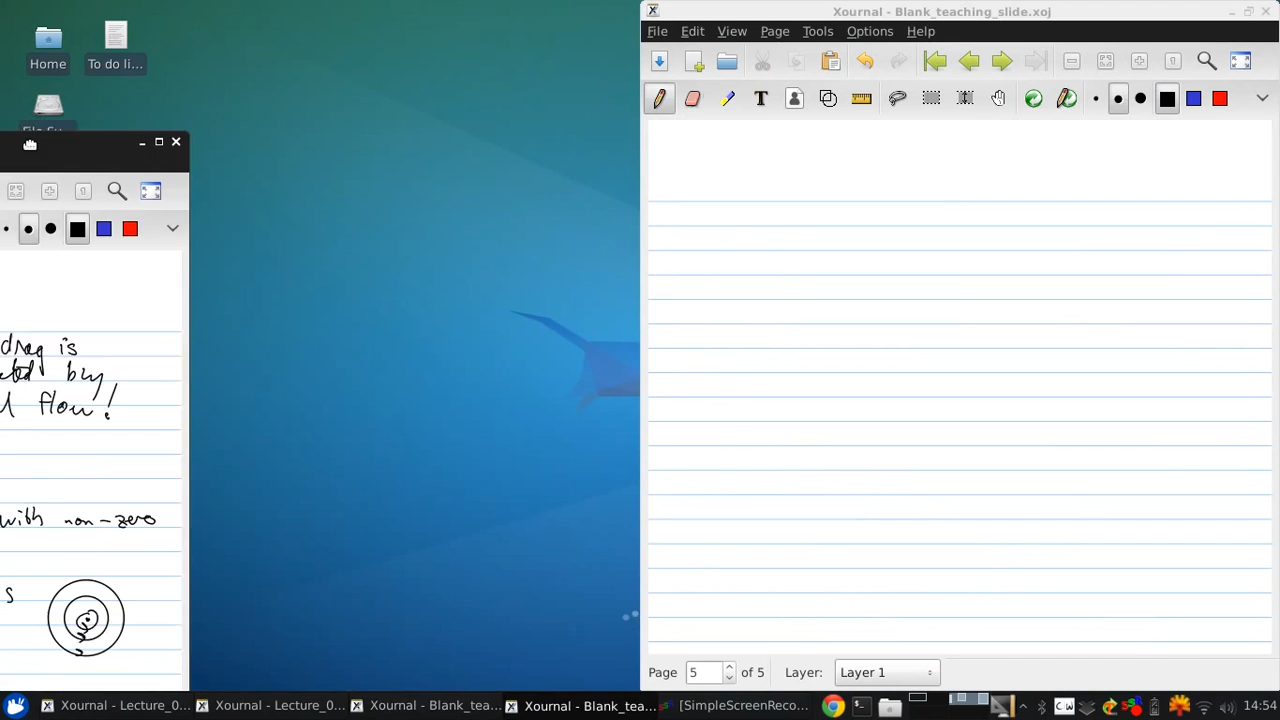 Xournal - Blank_teaching_slide.xoj
File Edit View Page Tools Options Help
Home
To do li...
drag is
by
flow!
with non-zero
s
Page 5 of 5 Layer: Layer 1
Xournal - Lecture_0...
Xournal - Lecture_0...
Xournal - Blank_tea...
Xournal - Blank_tea...
[SimpleScreenReco...
14:54